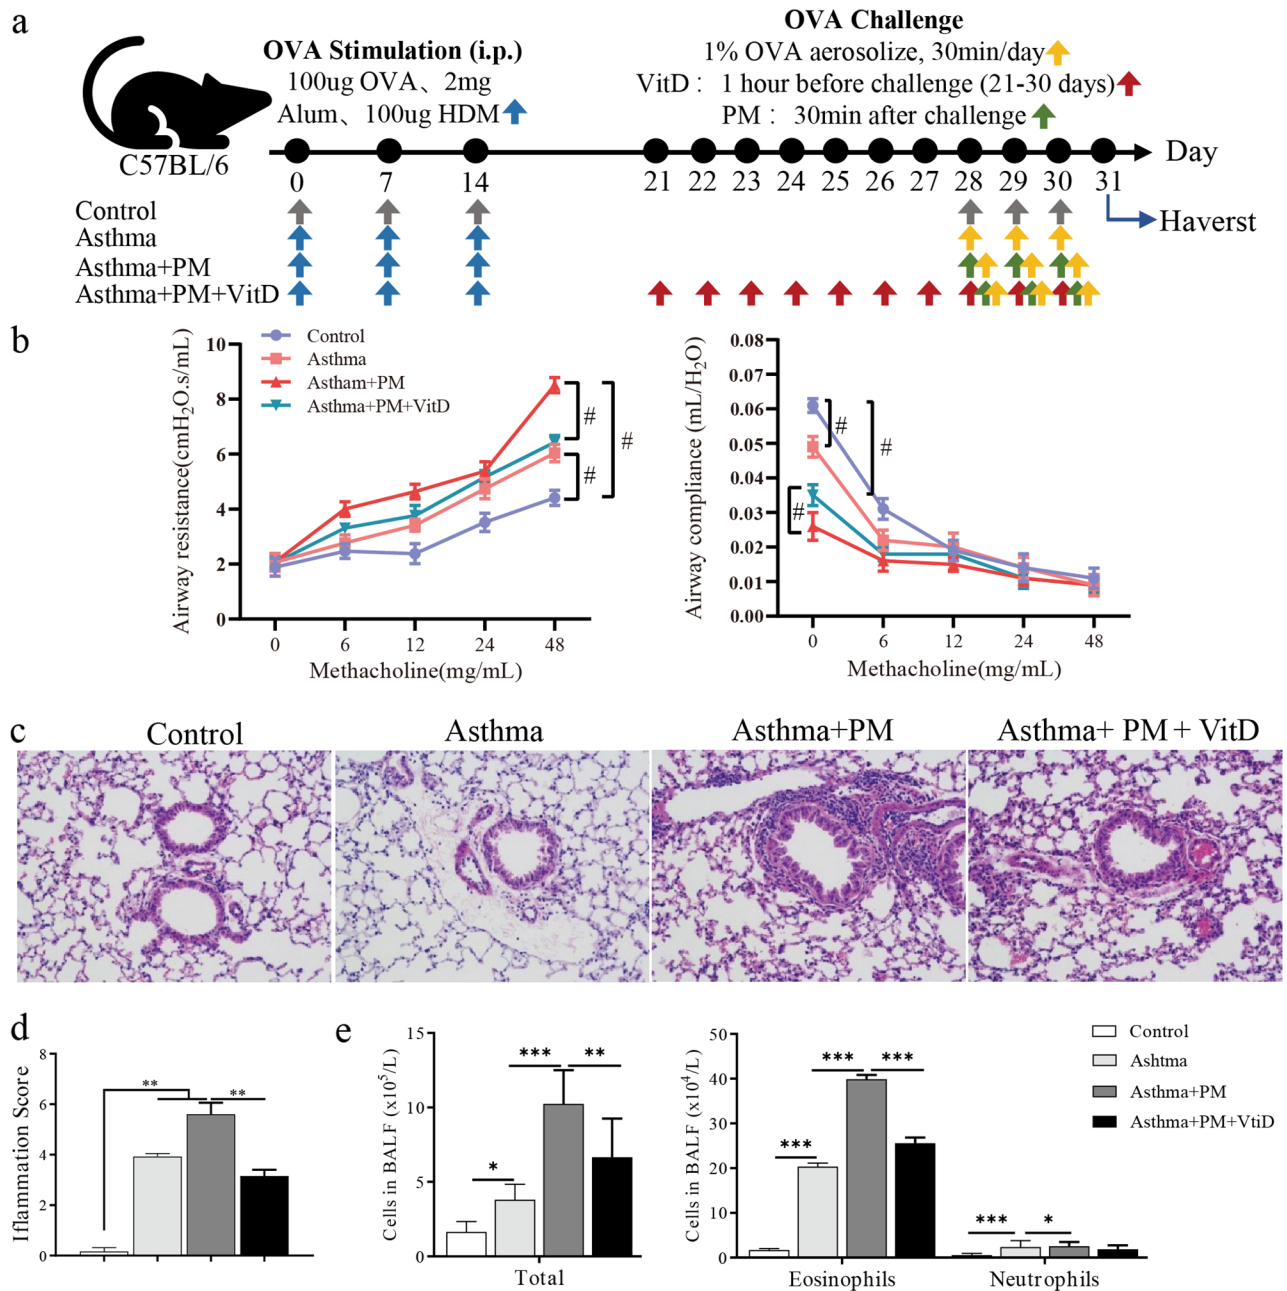 a
OVA Stimulation (i.p.)
100ug OVA、2mg
Alum、100ug HDM
OVA Challenge
1% OVA aerosolize, 30min/day
VitD： 1 hour before challenge (21-30 days)
PM： 30min after challenge
C57BL/6
Day
0 7 14 21 22 23 24 25 26 27 28 29 30 31
Haverst
Control
Asthma
Asthma+PM
Asthma+PM+VitD
b
Control
Asthma
Astham+PM
Asthma+PM+VitD
Airway resistance(cmH2O.s/mL)
10
8
6
4
2
0
# # #
0 6 12 24 48
Methacholine(mg/mL)
Airway compliance (mL/H2O)
0.08
0.07
0.06
0.05
0.04
0.03
0.02
0.01
0.00
# # #
0 6 12 24 48
Methacholine(mg/mL)
c
Control
Asthma
Asthma+PM
Asthma+ PM + VitD
d
Iflammation Score
8
6
4
2
0
** **
e
Cells in BALF (x10^5/L)
15
10
5
0
* *** **
Total
Cells in BALF (x10^4/L)
50
40
30
20
10
0
*** *** ***
*** *
Eosinophils Neutrophils
Control
Ashtma
Asthma+PM
Asthma+PM+VtiD